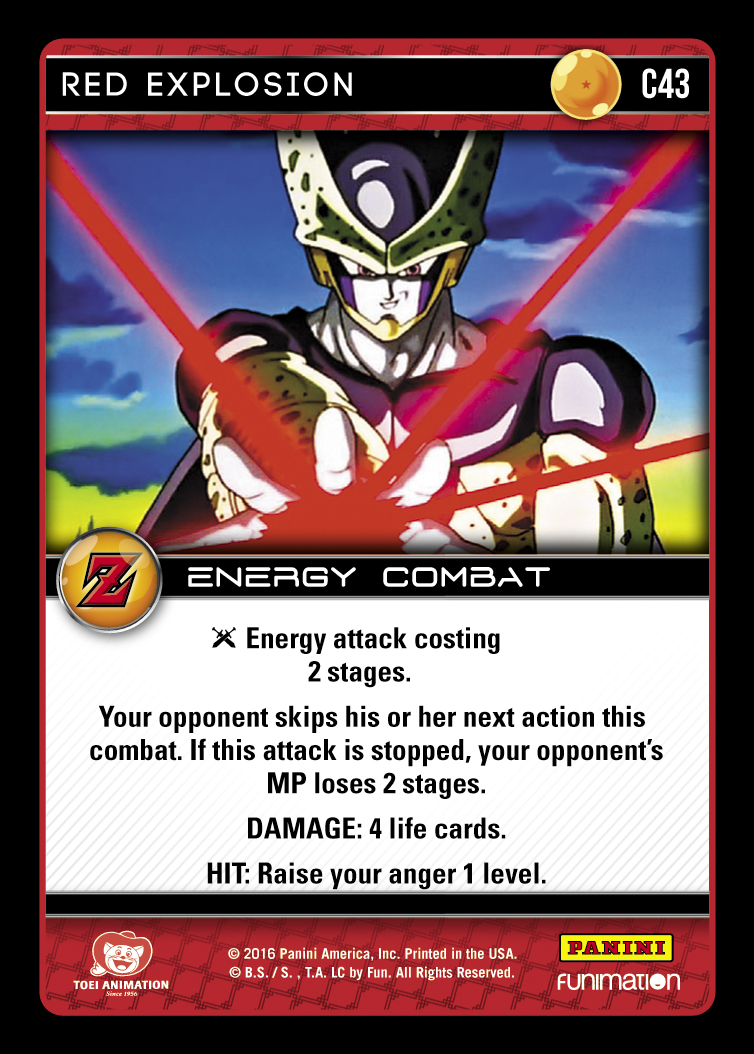 RED EXPLOSION C43
Z ENERGY COMBAT
Energy attack costing
2 stages.
Your opponent skips his or her next action this
combat. If this attack is stopped, your opponent’s
MP loses 2 stages.
DAMAGE: 4 life cards.
HIT: Raise your anger 1 level.
TOEI ANIMATION
Since 1956
© 2016 Panini America, Inc. Printed in the USA.
© B.S. / S. , T.A. LC by Fun. All Rights Reserved.
PANINI
FUNIMATION